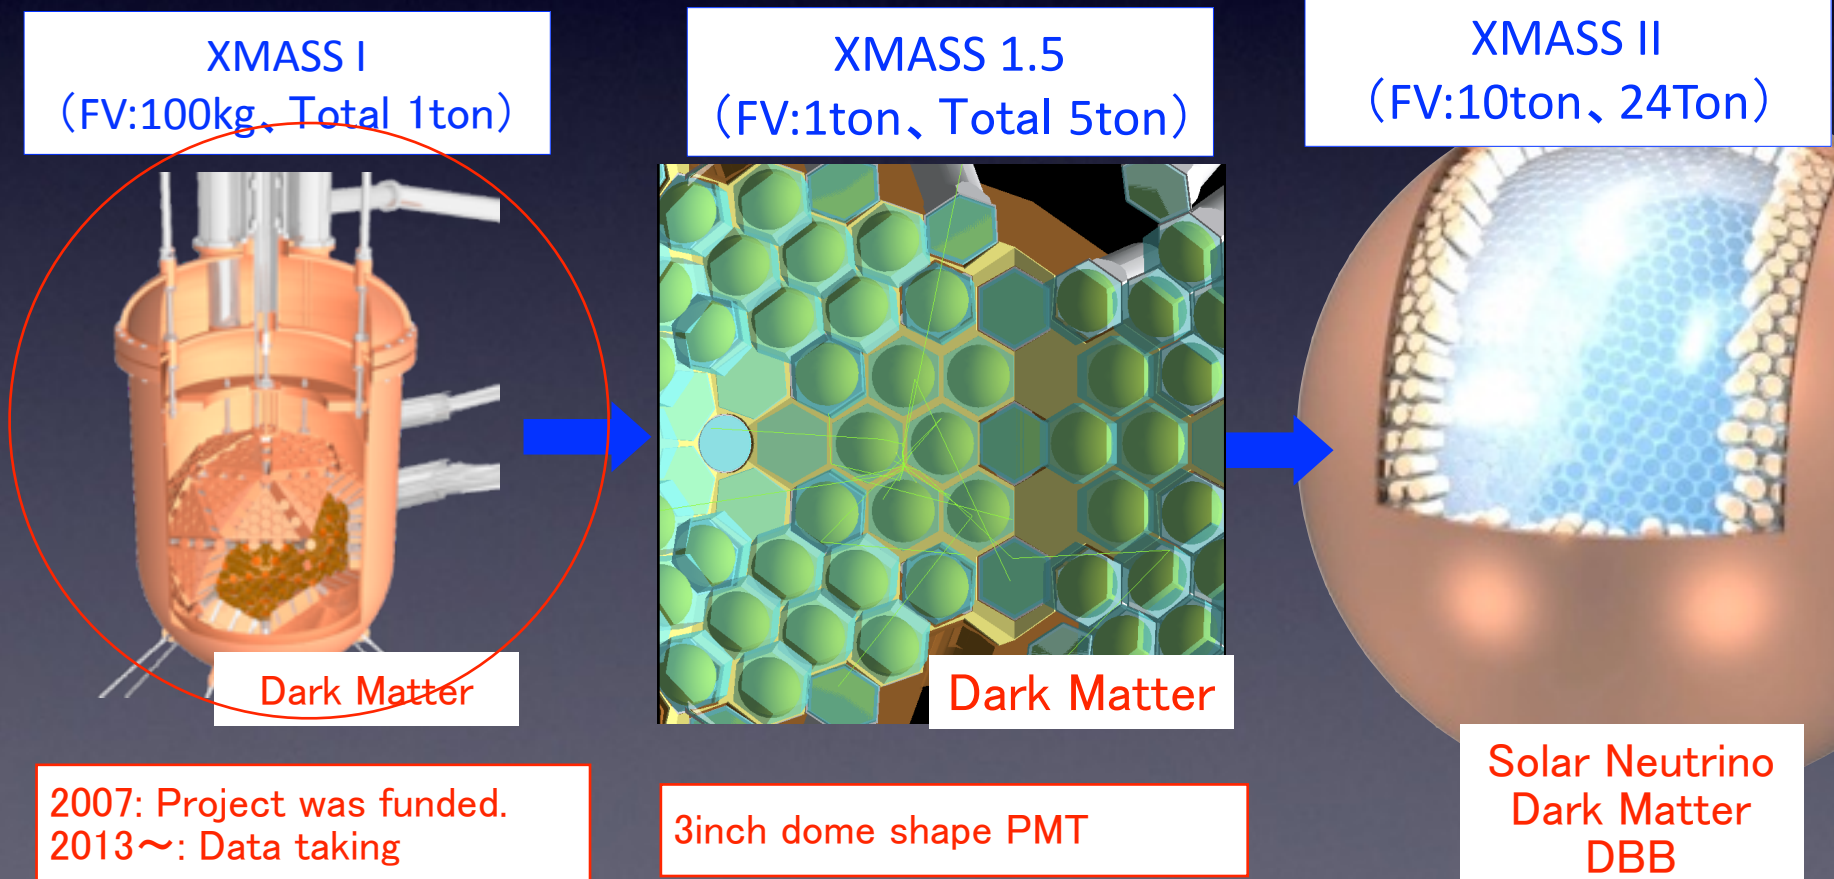 XMASS I
（FV:100kg、Total 1ton）
XMASS 1.5
（FV:1ton、Total 5ton）
XMASS II
（FV:10ton、24Ton）
Dark Matter
Dark Matter
Solar Neutrino
Dark Matter
DBB
2007: Project was funded.
2013～: Data taking
3inch dome shape PMT